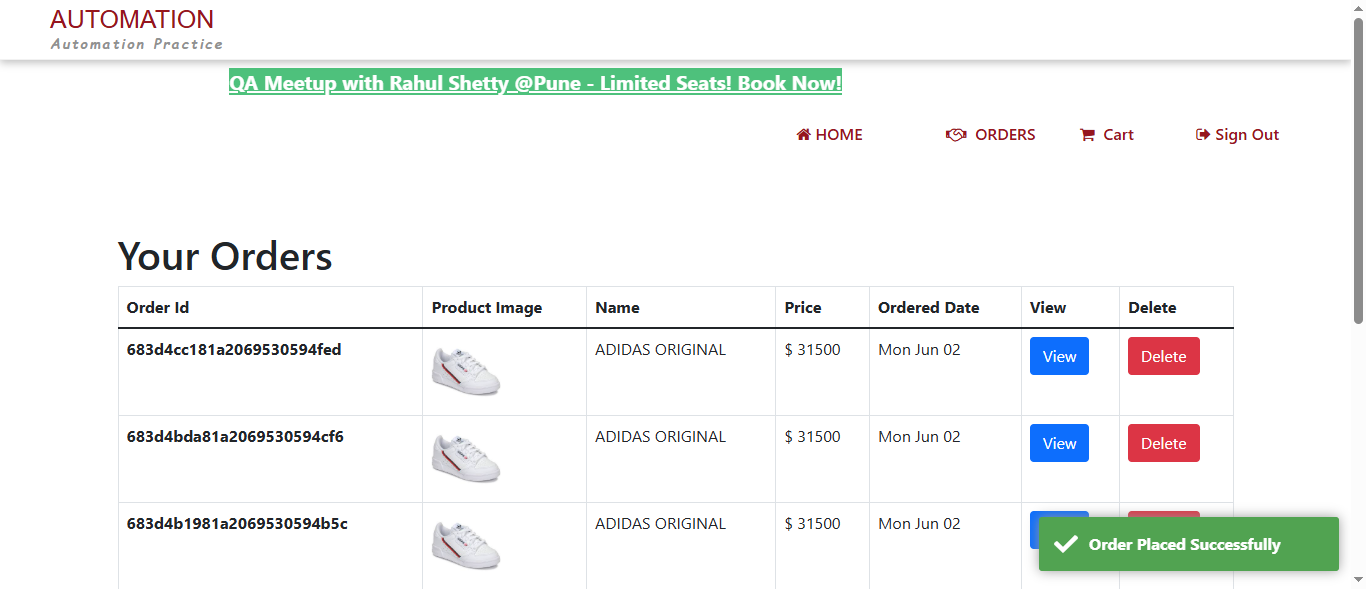 AUTOMATION
Automation Practice
QA Meetup with Rahul Shetty @Pune - Limited Seats! Book Now!
HOME ORDERS Cart Sign Out
Your Orders
Order Id Product Image Name Price Ordered Date View Delete
683d4cc181a2069530594fed ADIDAS ORIGINAL $ 31500 Mon Jun 02 View Delete
683d4bda81a2069530594cf6 ADIDAS ORIGINAL $ 31500 Mon Jun 02 View Delete
683d4b1981a2069530594b5c ADIDAS ORIGINAL $ 31500 Mon Jun 02
Order Placed Successfully